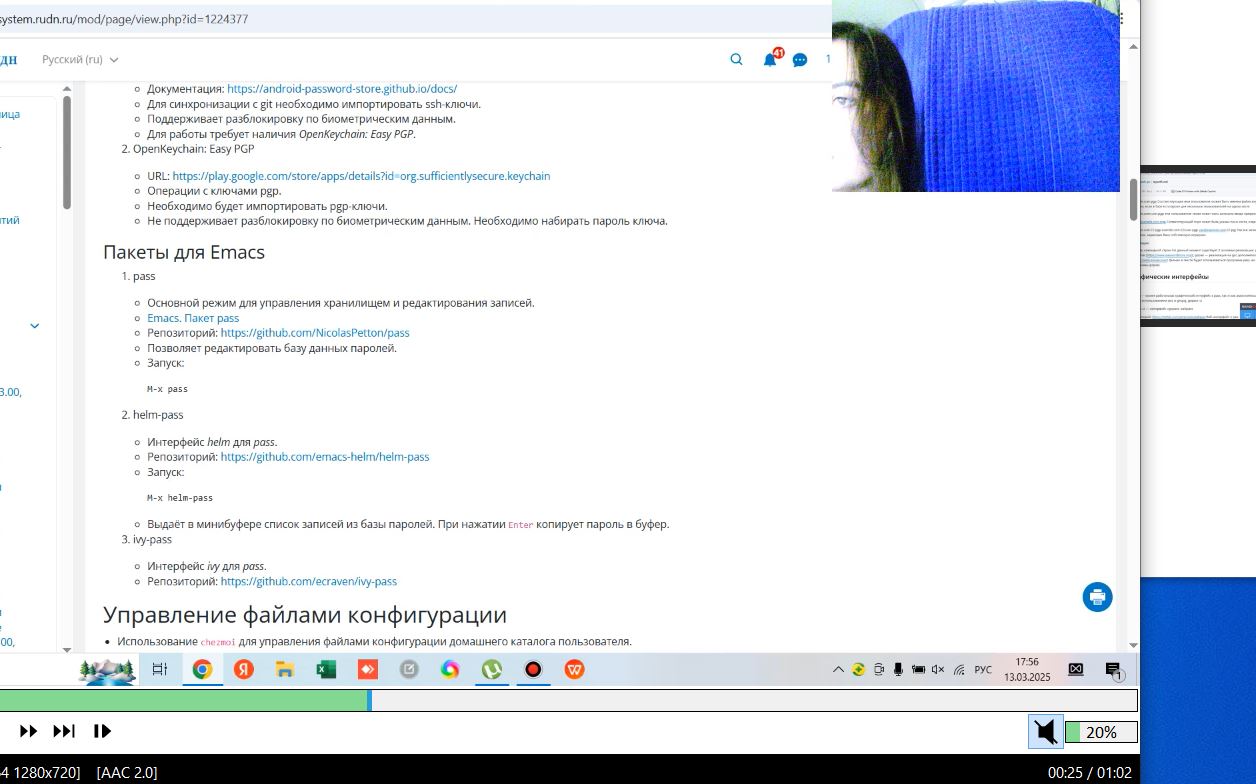 system.rudn.ru/mod/page/view.php?id=1224377
дн Русский (ru) 41 1
Документация: https://android-password-store.github.io/docs/
Для синхронизации с git необходимо импортировать ssh-ключи.
Поддерживает разблокировку по биометрическим данным.
Для работы требует наличия OpenKeychain: Easy PGP.
2. OpenKeychain: Easy PGP
URL: https://play.google.com/store/apps/details?id=org.sufficientlysecure.keychain
Операции с ключами pgp.
Необходимо будет импортировать pgp-ключи.
Не поддерживает разблокировку по биометрическим данным. Необходимо набирать пароль ключа.
Пакеты для Emacs
1. pass
Основной режим для управления хранилищем и редактирования записей.
Emacs. Пакет pass
Репозиторий: https://github.com/NicolasPetton/pass
Позволяет редактировать базу данных паролей.
Запуск:
M-x pass
2. helm-pass
Интерфейс helm для pass.
Репозиторий: https://github.com/emacs-helm/helm-pass
Запуск:
M-x helm-pass
Выдаёт в минибуфере список записей из базы паролей. При нажатии Enter копирует пароль в буфер.
3. ivy-pass
Интерфейс ivy для pass.
Репозиторий: https://github.com/ecraven/ivy-pass
Управление файлами конфигурации
Использование chezmoi для управления файлами конфигурации домашнего каталога пользователя.
ица
тий
3.00,
00,
фические интерфейсы
РУС 17:56
13.03.2025 1
20%
4 1280x720] [AAC 2.0] 00:25 / 01:02